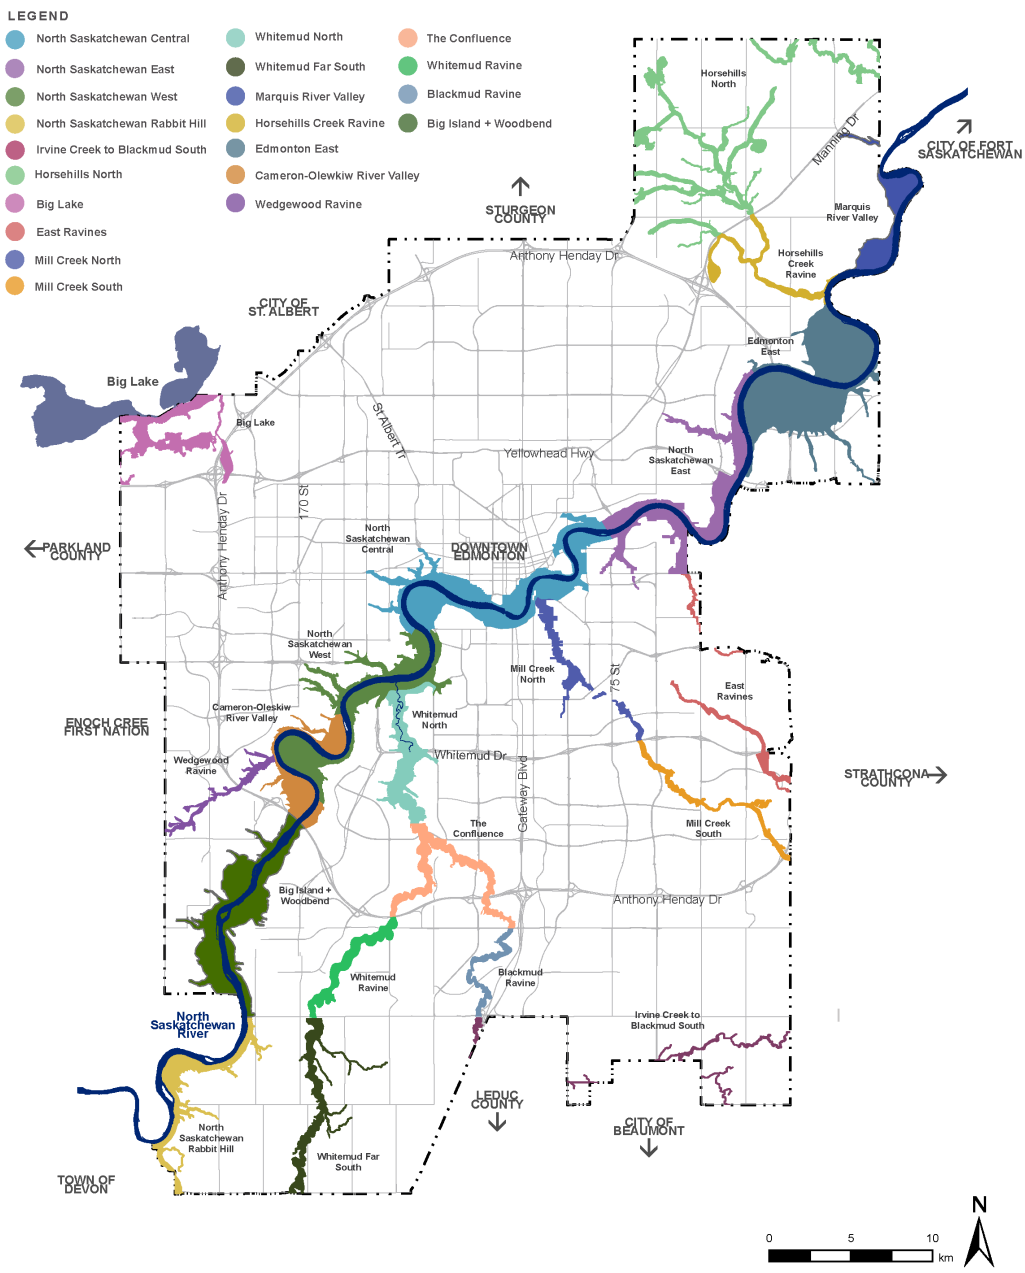 LEGEND
North Saskatchewan Central
North Saskatchewan East
North Saskatchewan West
North Saskatchewan Rabbit Hill
Irvine Creek to Blackmud South
Horsehills North
Big Lake
East Ravines
Mill Creek North
Mill Creek South
Whitemud North
Whitemud Far South
Marquis River Valley
Horsehills Creek Ravine
Edmonton East
Cameron-Olewkiw River Valley
Wedgewood Ravine
The Confluence
Whitemud Ravine
Blackmud Ravine
Big Island + Woodbend
Horsehills
North
Manning Dr
CITY OF FORT
SASKATCHEWAN
Marquis
River Valley
STURGEON
COUNTY
Anthony Henday Dr
Horsehills
Creek
Ravine
CITY OF
ST. ALBERT
Edmonton
East
Big Lake
Big Lake
St Albert Tr
Yellowhead Hwy
North
Saskatchewan
East
170 St
Anthony Henday Dr
North
Saskatchewan
Central
DOWNTOWN
EDMONTON
PARKLAND
COUNTY
North
Saskatchewan
West
Mill Creek
North
75 St
East
Ravines
Cameron-Oleskiw
River Valley
Whitemud
North
ENOCH CREE
FIRST NATION
Whitemud Dr
Wedgewood
Ravine
Gateway Blvd
STRATHCONA
COUNTY
The
Confluence
Mill Creek
South
Big Island +
Woodbend
Anthony Henday Dr
Whitemud
Ravine
Blackmud
Ravine
North
Saskatchewan
River
Irvine Creek to
Blackmud South
LEDUC
COUNTY
CITY OF
BEAUMONT
North
Saskatchewan
Rabbit Hill
Whitemud Far
South
TOWN OF
DEVON
N
0 5 10
km